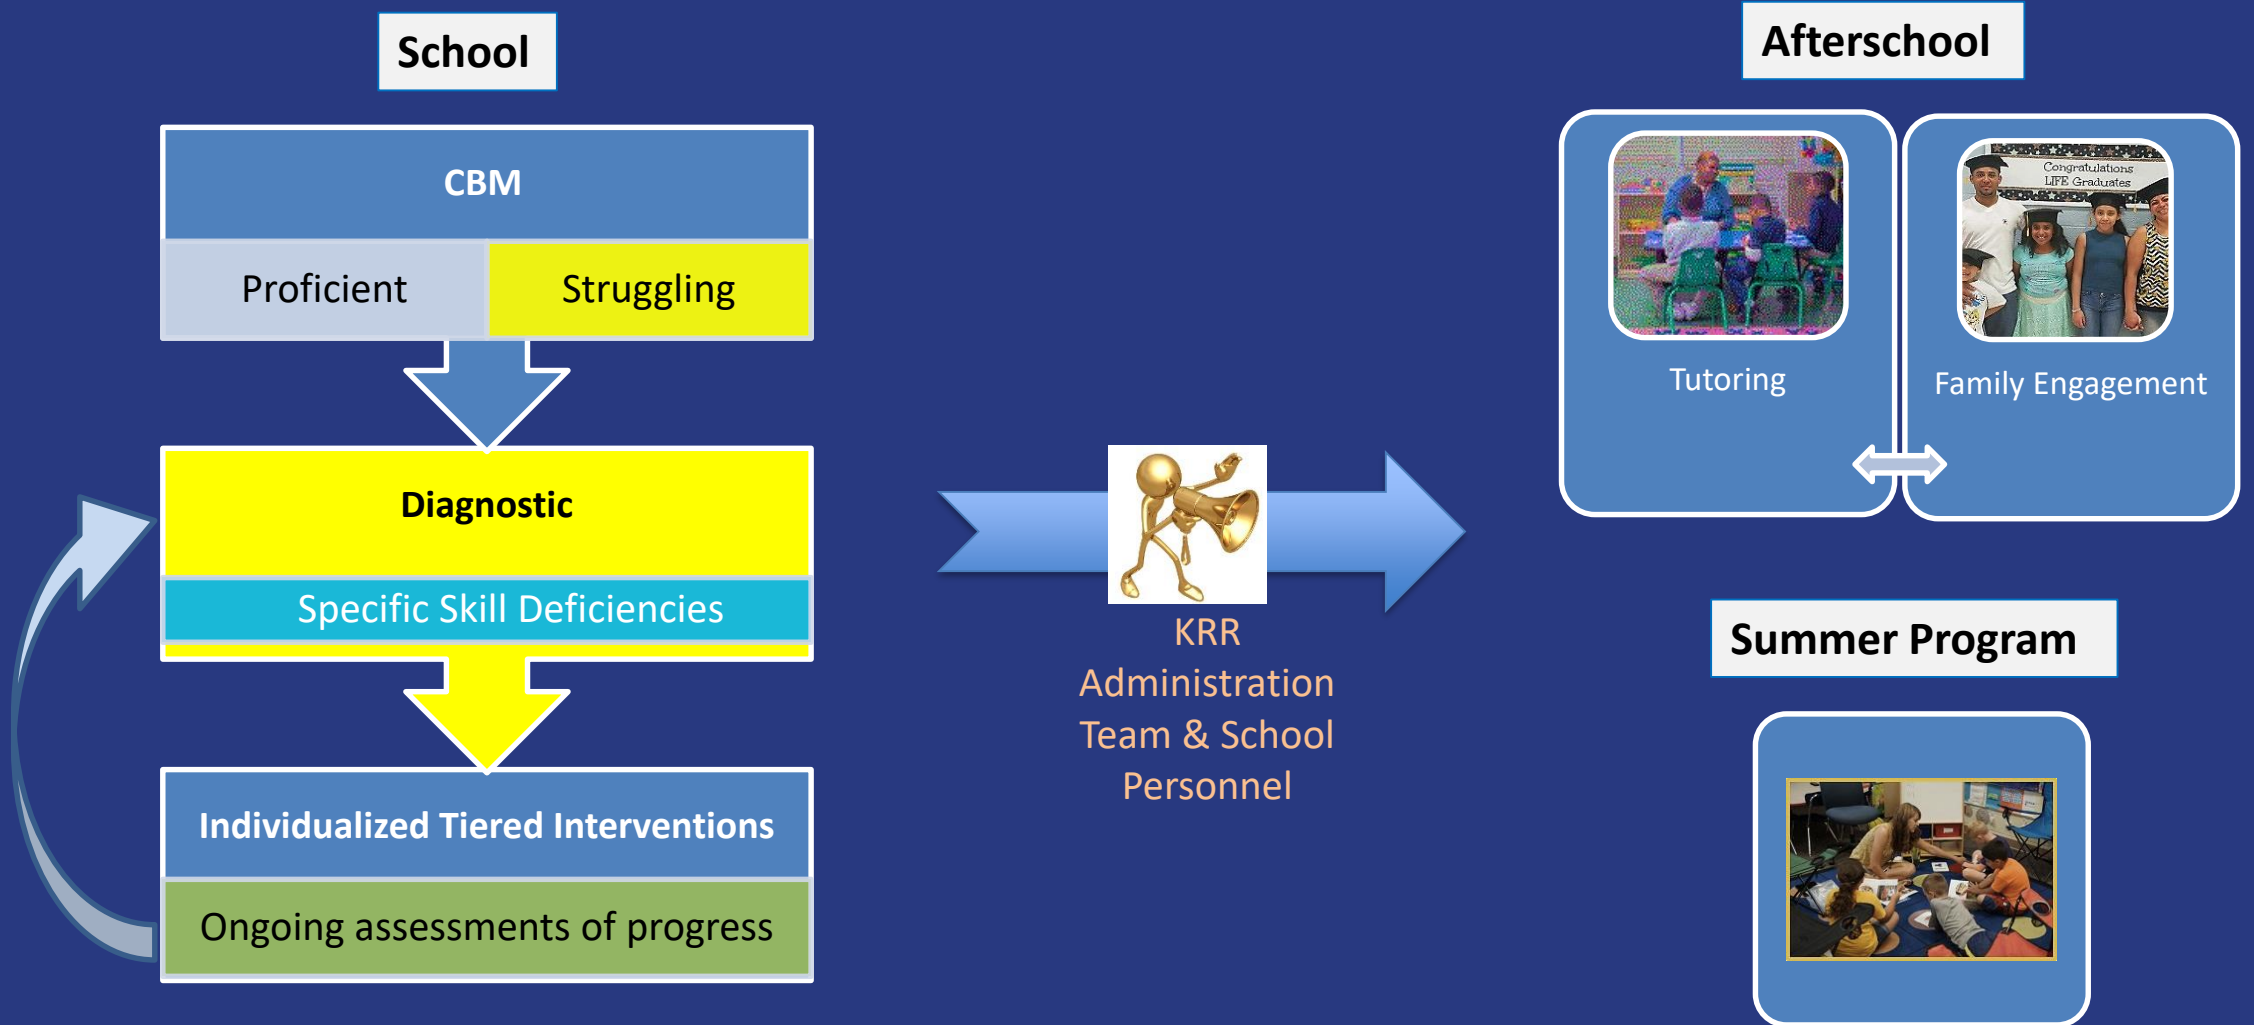 School
CBM
Proficient
Struggling
Diagnostic
Specific Skill Deficiencies
Individualized Tiered Interventions
Ongoing assessments of progress
KRR
Administration
Team & School
Personnel
Afterschool
Congratulations
LIFE Graduates
Tutoring
Family Engagement
Summer Program